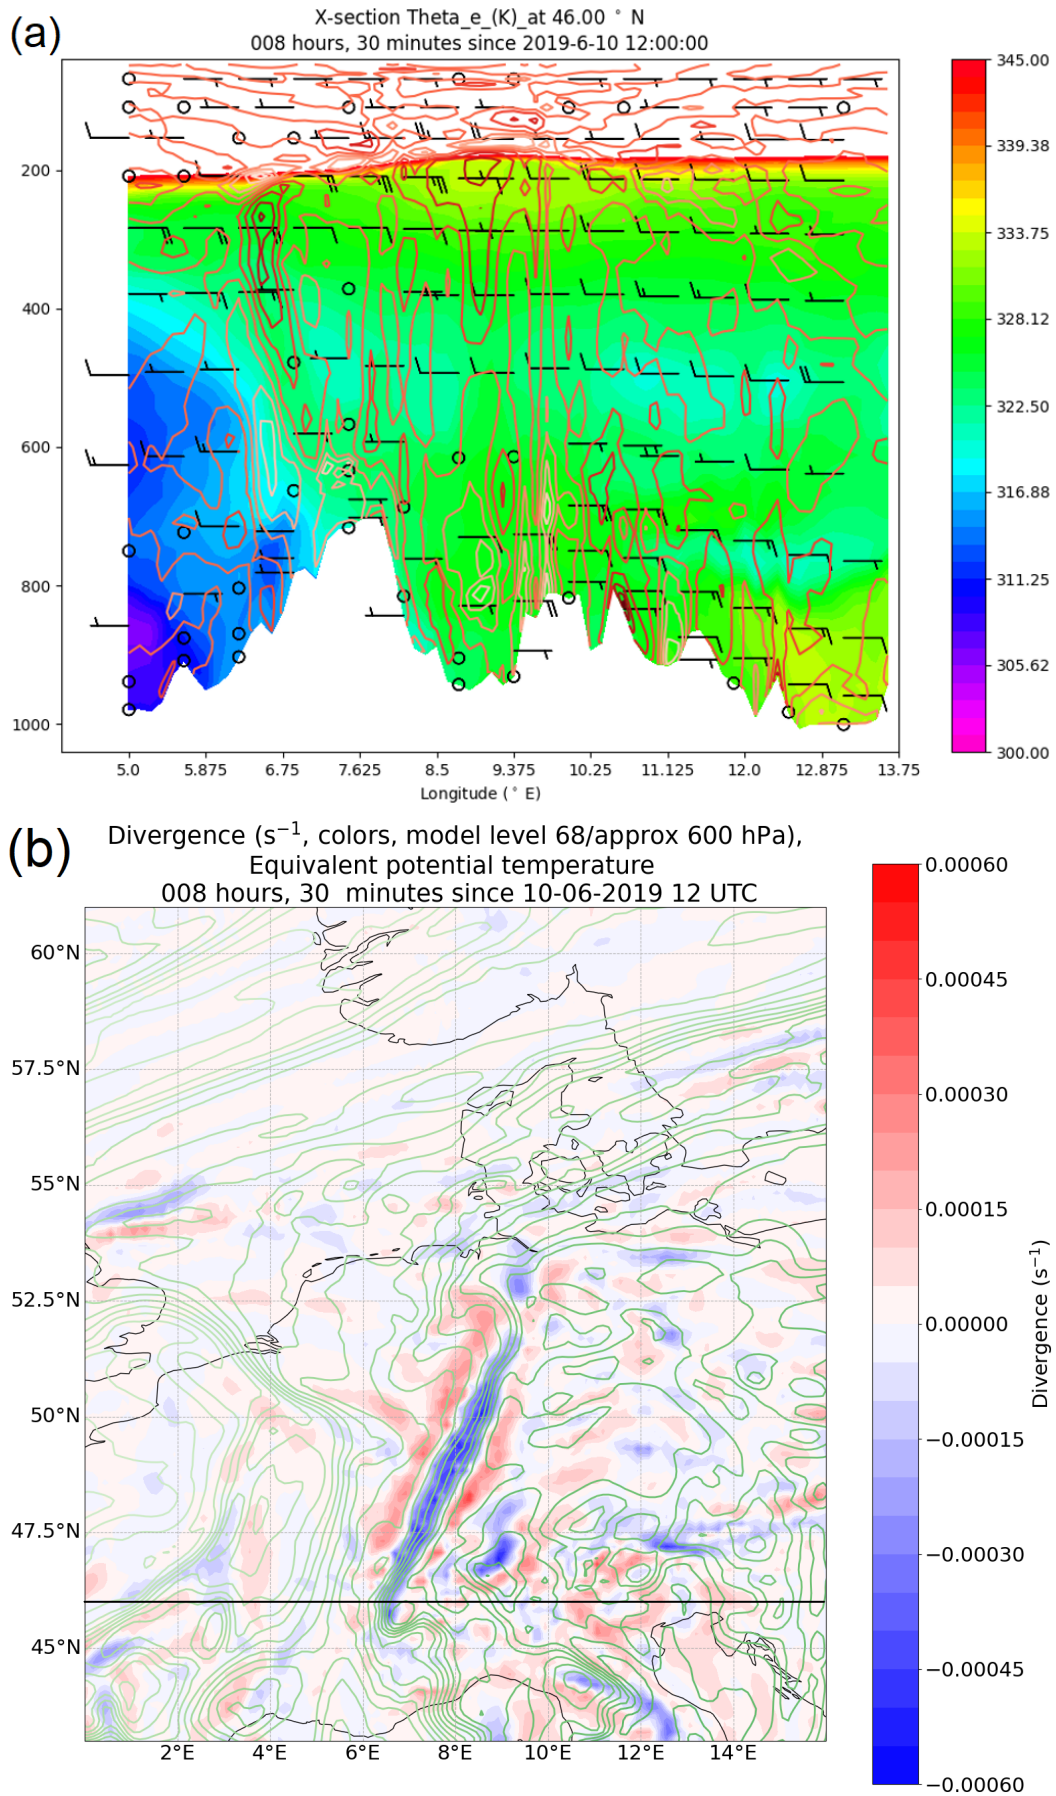 (a)
X-section Theta_e_(K)_at 46.00 ° N
008 hours, 30 minutes since 2019-6-10 12:00:00
200
400
600
800
1000
5.0 5.875 6.75 7.625 8.5 9.375 10.25 11.125 12.0 12.875 13.75
Longitude (° E)
345.00
339.38
333.75
328.12
322.50
316.88
311.25
305.62
300.00
(b)
Divergence (s⁻¹, colors, model level 68/approx 600 hPa),
Equivalent potential temperature
008 hours, 30 minutes since 10-06-2019 12 UTC
60°N
57.5°N
55°N
52.5°N
50°N
47.5°N
45°N
2°E 4°E 6°E 8°E 10°E 12°E 14°E
0.00060
0.00045
0.00030
0.00015
0.00000
−0.00015
−0.00030
−0.00045
−0.00060
Divergence (s⁻¹)